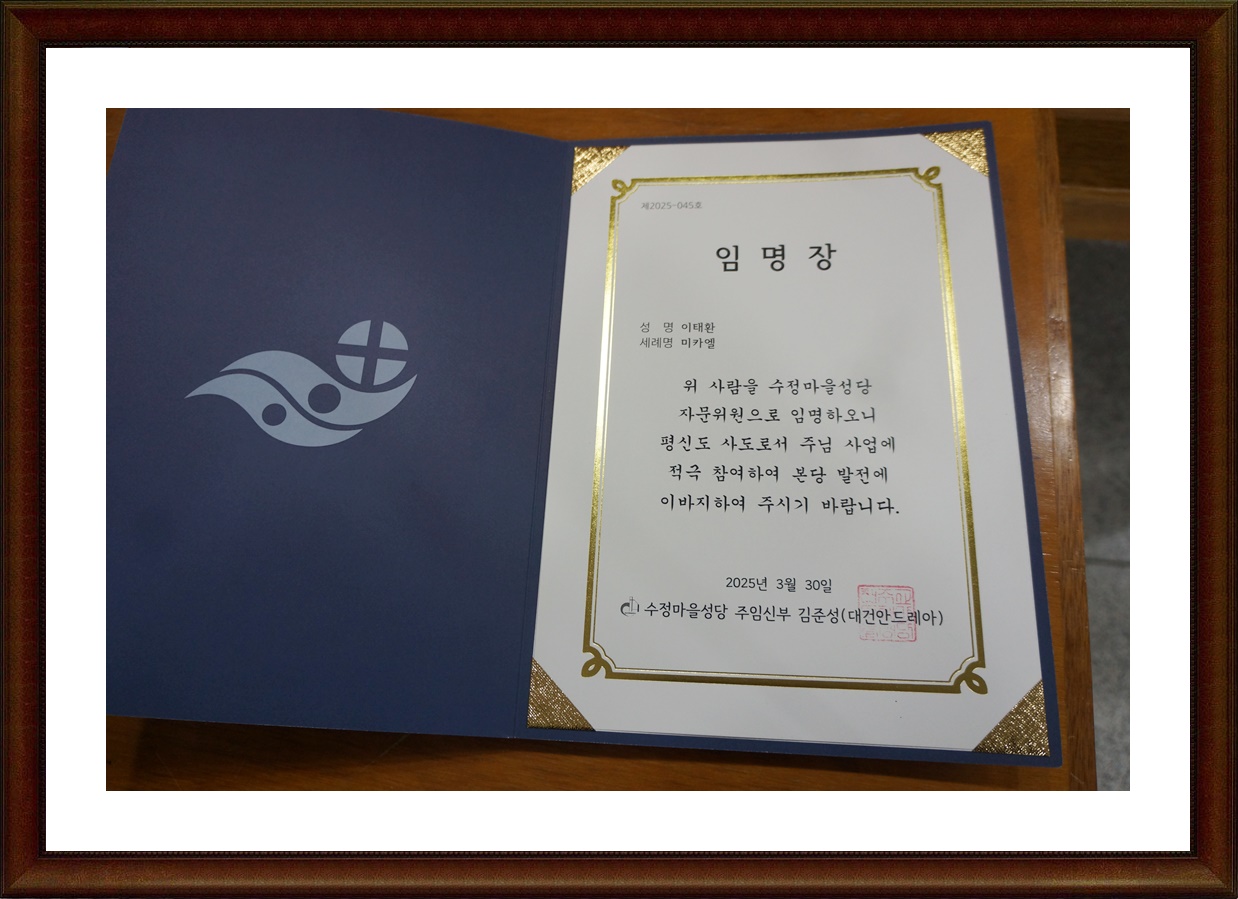 제2025-045호
임 명 장
성 명 이태환
세례명 미카엘
위 사람을 수정마을성당
자문위원으로 임명하오니
평신도 사도로서 주님 사업에
적극 참여하여 본당 발전에
이바지하여 주시기 바랍니다.
2025년 3월 30일
수정마을성당 주임신부 김준성(대건안드레아)